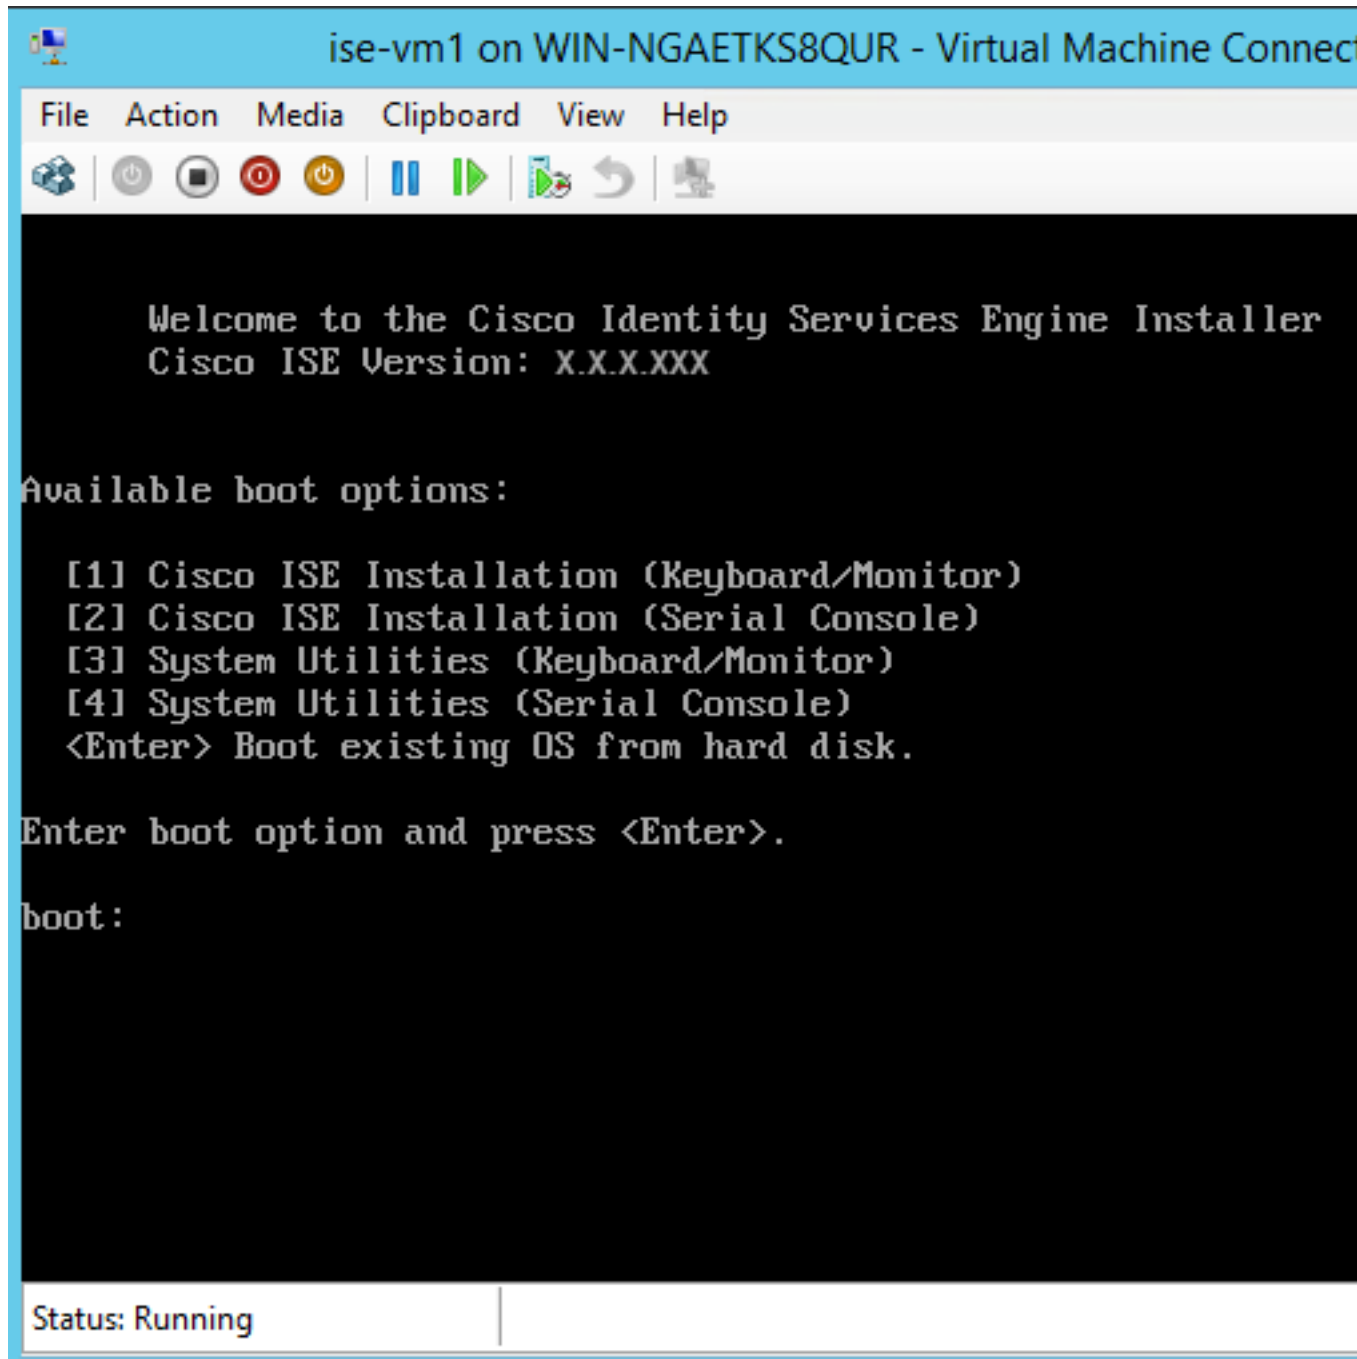 ise-vm1 on WIN-NGAETKS8QUR - Virtual Machine Connect
File Action Media Clipboard View Help
Welcome to the Cisco Identity Services Engine Installer
Cisco ISE Version: X.X.X.XXX
Available boot options:
[1] Cisco ISE Installation (Keyboard/Monitor)
[2] Cisco ISE Installation (Serial Console)
[3] System Utilities (Keyboard/Monitor)
[4] System Utilities (Serial Console)
<Enter> Boot existing OS from hard disk.
Enter boot option and press <Enter>.
boot:
Status: Running